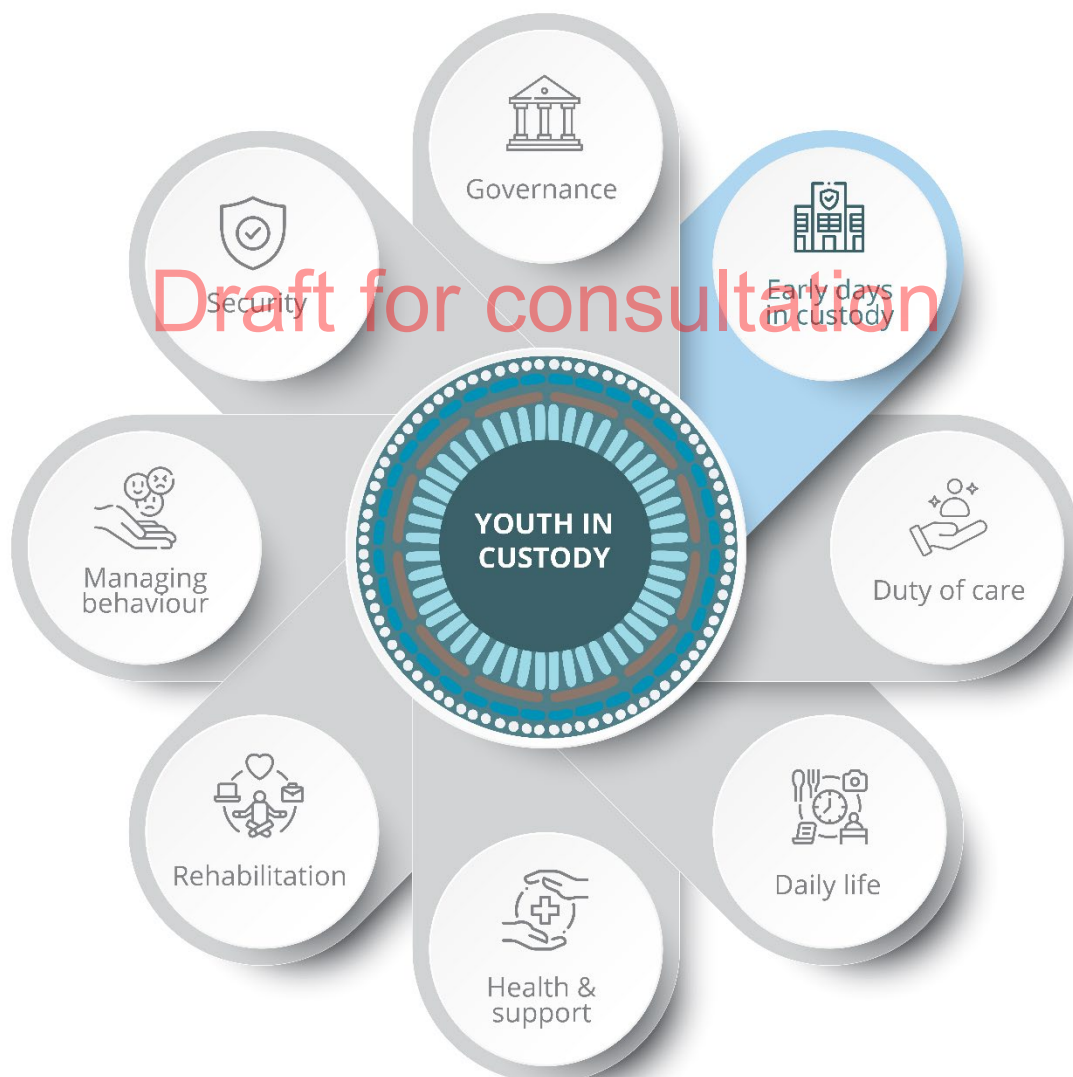 Governance
Security
Early days
in custody
Draft for consultation
YOUTH IN
CUSTODY
Managing
behaviour
Duty of care
Rehabilitation
Daily life
Health &
support